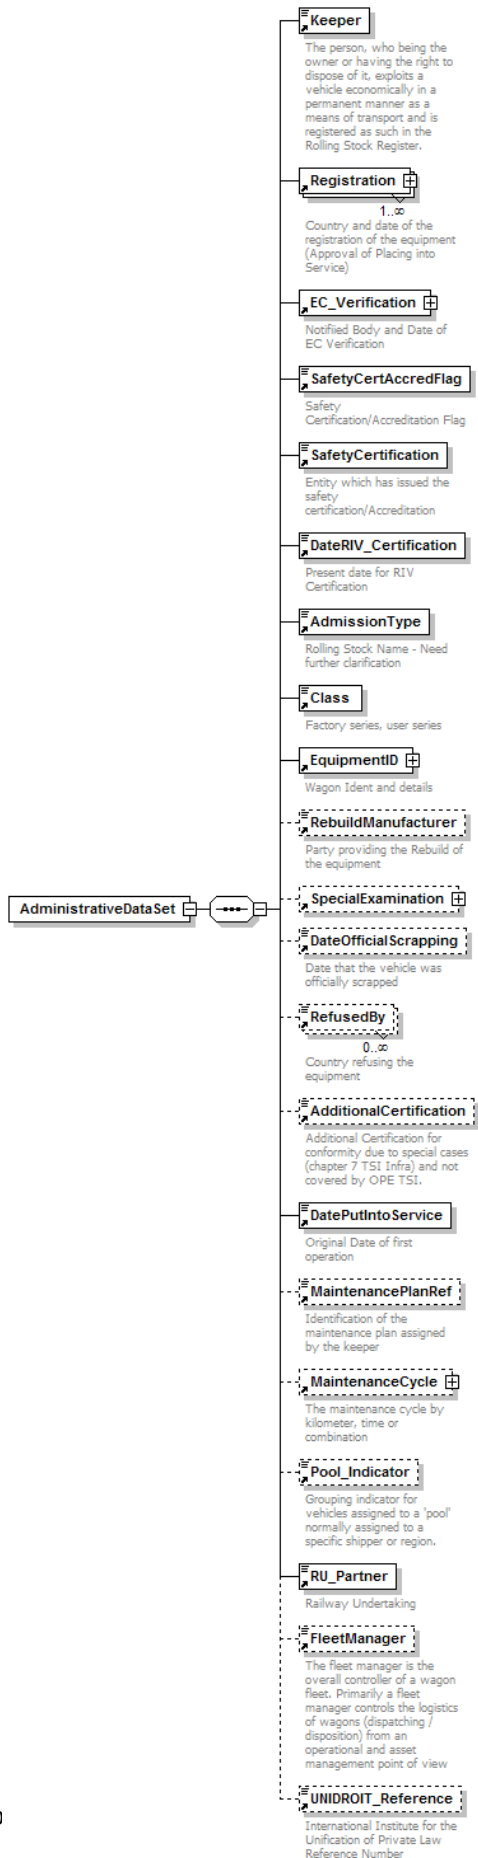 Keeper
The person, who being the
owner or having the right to
dispose of it, exploits a
vehicle economically in a
permanent manner as a
means of transport and is
registered as such in the
Rolling Stock Register.
Registration
1..∞
Country and date of the
registration of the equipment
(Approval of Placing into
Service)
EC_Verification
Notifiied Body and Date of
EC Verification
SafetyCertAccredFlag
Safety
Certification/Accreditation Flag
SafetyCertification
Entity which has issued the
safety
certification/Accreditation
DateRIV_Certification
Present date for RIV
Certification
AdmissionType
Rolling Stock Name - Need
further clarification
Class
Factory series, user series
EquipmentID
Wagon Ident and details
RebuildManufacturer
Party providing the Rebuild of
the equipment
AdministrativeDataSet
SpecialExamination
DateOfficialScrapping
Date that the vehicle was
officially scrapped
RefusedBy
0..∞
Country refusing the
equipment
AdditionalCertification
Additional Certification for
conformity due to special cases
(chapter 7 TSI Infra) and not
covered by OPE TSI.
DatePutIntoService
Original Date of first
operation
MaintenancePlanRef
Identification of the
maintenance plan assigned
by the keeper
MaintenanceCycle
The maintenance cycle by
kilometer, time or
combination
Pool_Indicator
Grouping indicator for
vehicles assigned to a 'pool'
normally assigned to a
specific shipper or region.
RU_Partner
Railway Undertaking
FleetManager
The fleet manager is the
overall controller of a wagon
fleet. Primarily a fleet
manager controls the logistics
of wagons (dispatching /
disposition) from an
operational and asset
management point of view
UNIDROIT_Reference
International Institute for the
Unification of Private Law
Reference Number